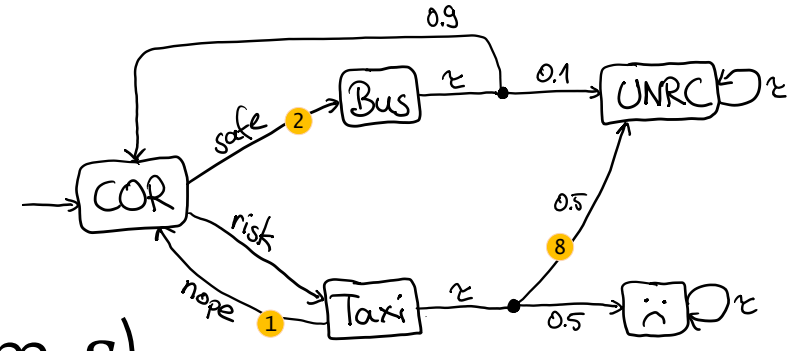 0.9
Bus
τ
0.1
UNRC
τ
safe
2
COR
risk
0.5
8
nope
1
Taxi
τ
0.5
τ